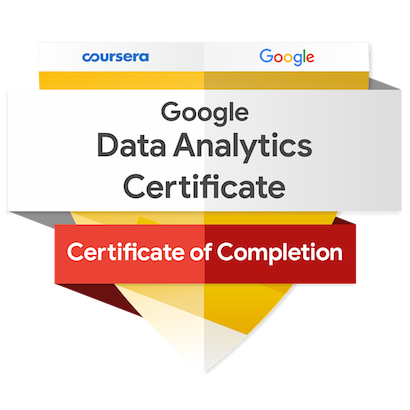 coursera Google
Google
Data Analytics
Certificate
Certificate of Completion